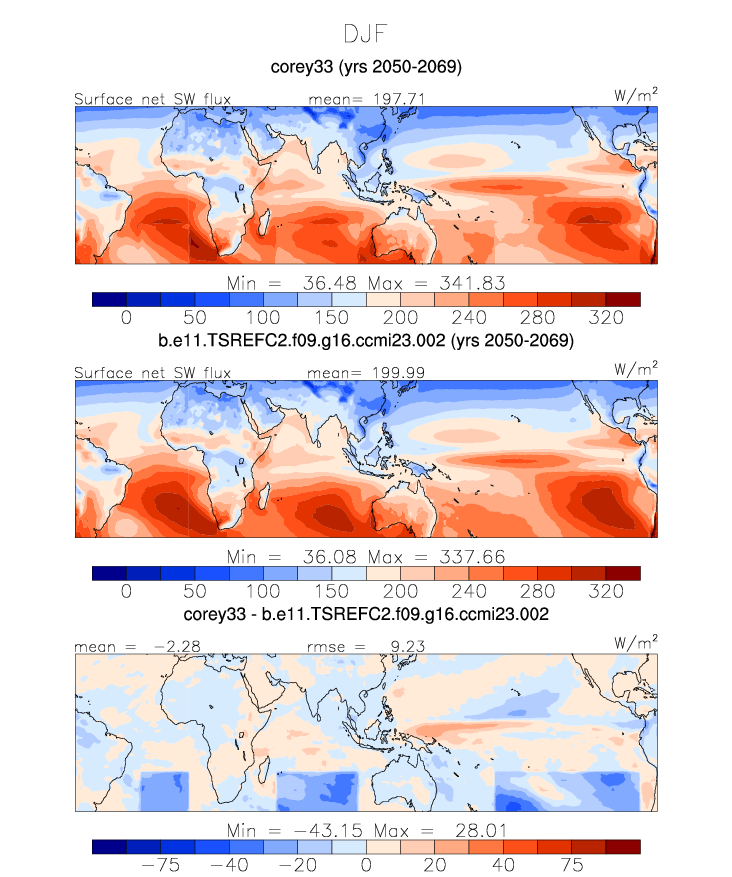 DJF
corey33 (yrs 2050-2069)
Surface net SW flux mean= 197.71 W/m²
Min = 36.48 Max = 341.83
0 50 100 150 200 240 280 320
b.e11.TSREFC2.f09.g16.ccmi23.002 (yrs 2050-2069)
Surface net SW flux mean= 199.99 W/m²
Min = 36.08 Max = 337.66
0 50 100 150 200 240 280 320
corey33 - b.e11.TSREFC2.f09.g16.ccmi23.002
mean = -2.28 rmse = 9.23 W/m²
Min = -43.15 Max = 28.01
-75 -40 -20 0 20 40 75